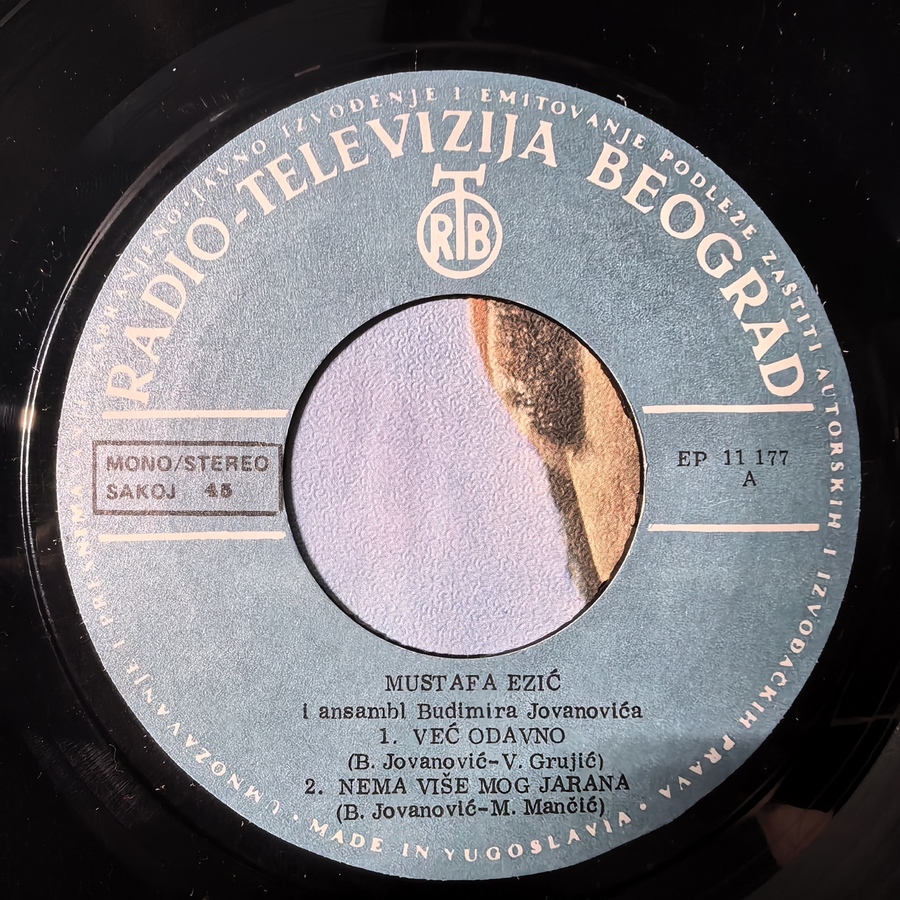 UMNOŽAVANJE I PRI
JAVNO IZVOĐENJE I EMITOVANJE PODLEŽE ZAŠTITI AUTORSKIH I IZVOĐAČKIH PRAVA
RADIO-TELEVIZIJA BEOGRAD
RTB
MONO/STEREO
SAKOJ 45
EP 11 177
A
MUSTAFA EZIĆ
i ansambl Budimira Jovanovića
1. VEĆ ODAVNO
(B. Jovanović-V. Grujić)
2. NEMA VIŠE MOG JARANA
(B. Jovanović-M. Mančić)
MADE IN YUGOSLAVIA